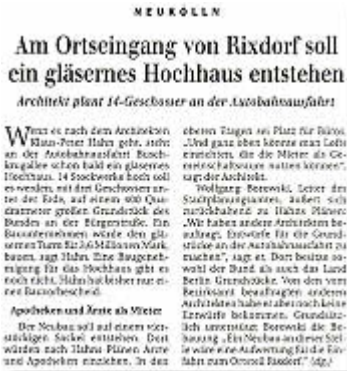 NEUKÖLLN
Am Ortseingang von Rixdorf soll
ein gläsernes Hochhaus entstehen
Architekt plant 14-Geschosser an der Autobahnausfahrt
Wenn es nach dem Architekten
Klaus-Peter Hahn geht, steht
an der Autobahnausfahrt Busch-
krugallee schon bald ein gläsernes
Hochhaus. 14 Stockwerke hoch soll
es werden, mit drei Geschossen un-
ter der Erde, auf einem 400 Qua-
dratmeter großen Grundstück des
Bundes an der Bürgerstraße. Ein
Bauunternehmen würde den glä-
sernen Turm für 3,6 Millionen Mark
bauen, sagt Hahn. Eine Baugeneh-
migung für das Hochhaus gibt es
noch nicht. Hahn hat bisher nur ei-
nen Bauvorbescheid.
Apotheken und Ärzte als Mieter
Der Neubau soll auf einem vier-
stöckigen Sockel entstehen. Dort
würden nach Hahns Plänen Ärzte
und Apotheken einziehen. In den
oberen Etagen sei Platz für Büros.
„Und ganz oben könnte man Lofts
einrichten, die die Mieter als Ge-
meinschaftsraum nutzen können“,
sagt der Architekt.
Wolfgang Borowski, Leiter des
Stadtplanungsamtes, äußert sich
zurückhaltend zu Hahns Plänen:
„Wir haben andere Architekten be-
auftragt, Entwürfe für die Grund-
stücke an der Autobahnausfahrt zu
machen“, sagt er. Dort besitze so-
wohl der Bund als auch das Land
Berlin Grundstücke. Von den vom
Bezirksamt beauftragten anderen
Architekten habe er aber noch keine
Entwürfe bekommen. Grundsätz-
lich unterstützt Borowski die Be-
bauung. „Ein Neubau an dieser Stel-
le wäre eine Aufwertung für die Ein-
fahrt zum Ortsteil Rixdorf.“